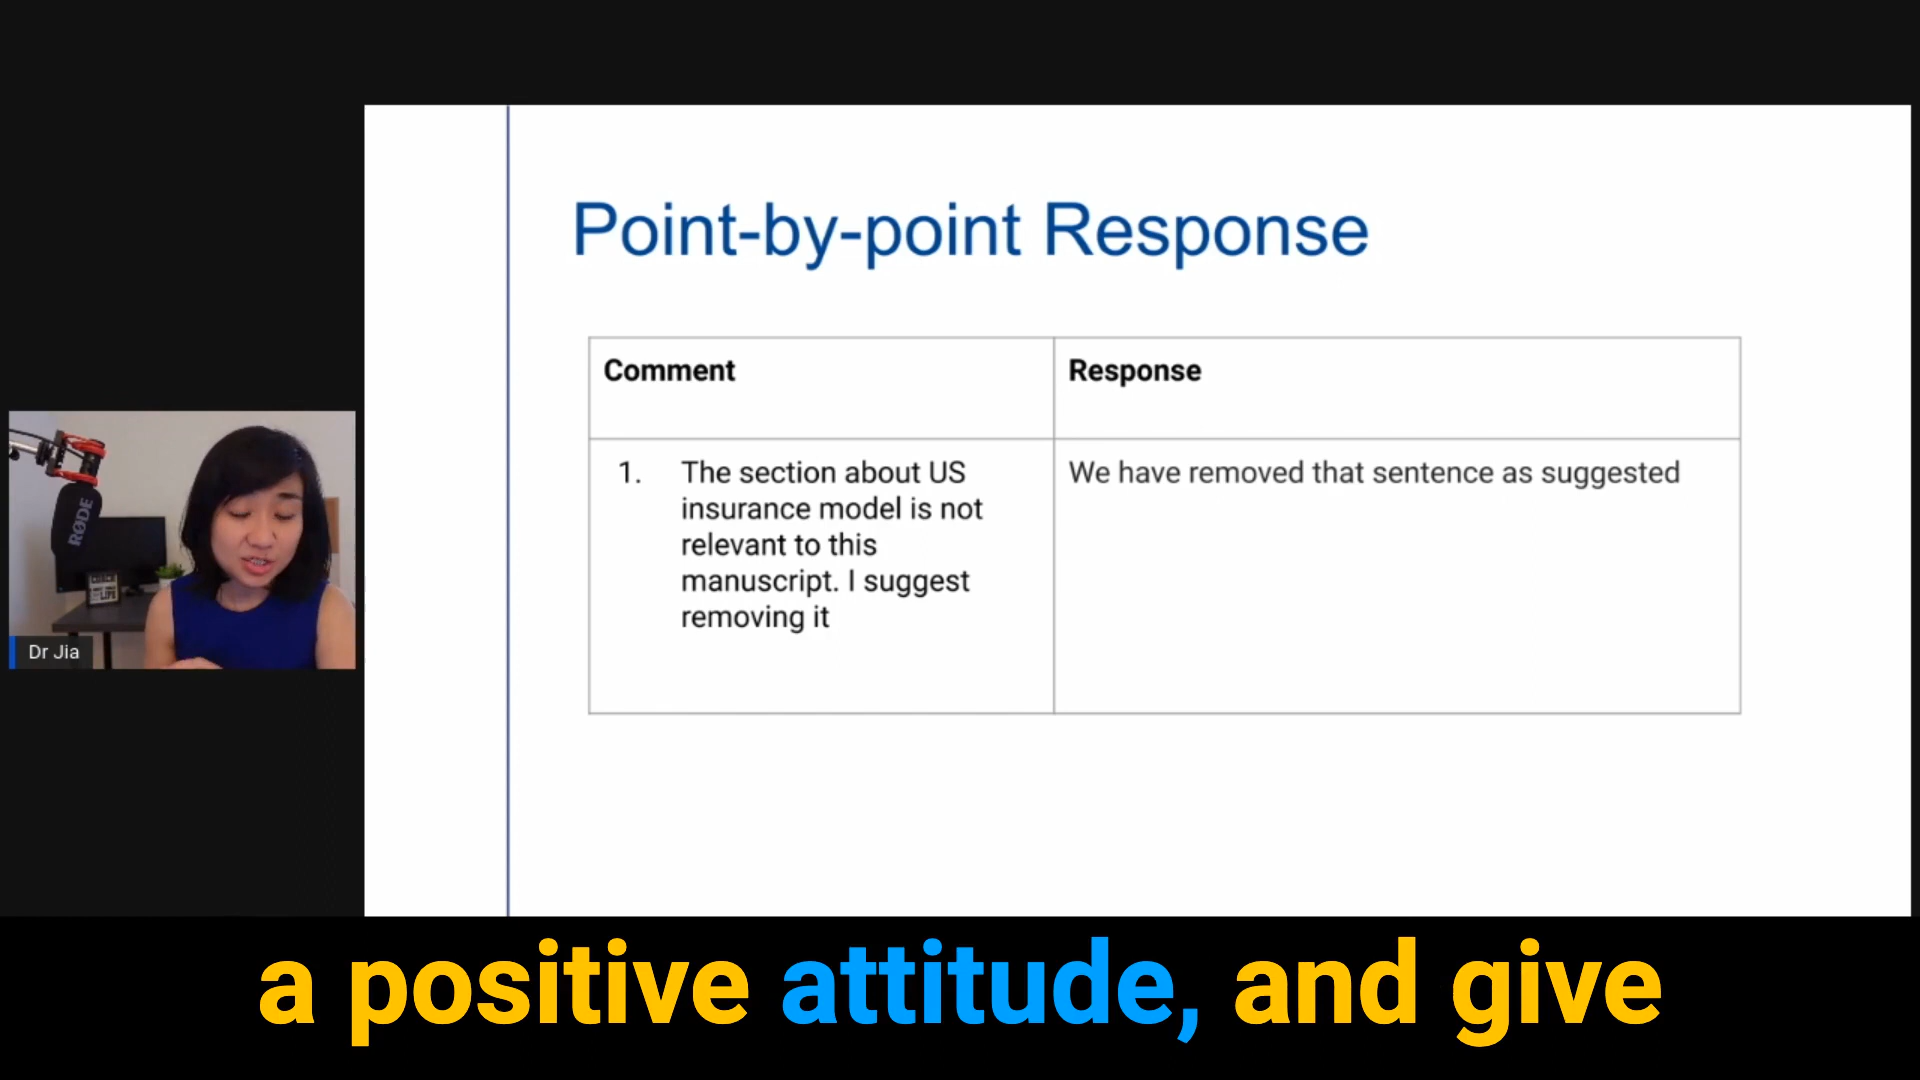 Point-by-point Response
Comment
Response
1. The section about US
insurance model is not
relevant to this
manuscript. I suggest
removing it
We have removed that sentence as suggested
RØDE
Dr Jia
a positive attitude, and give